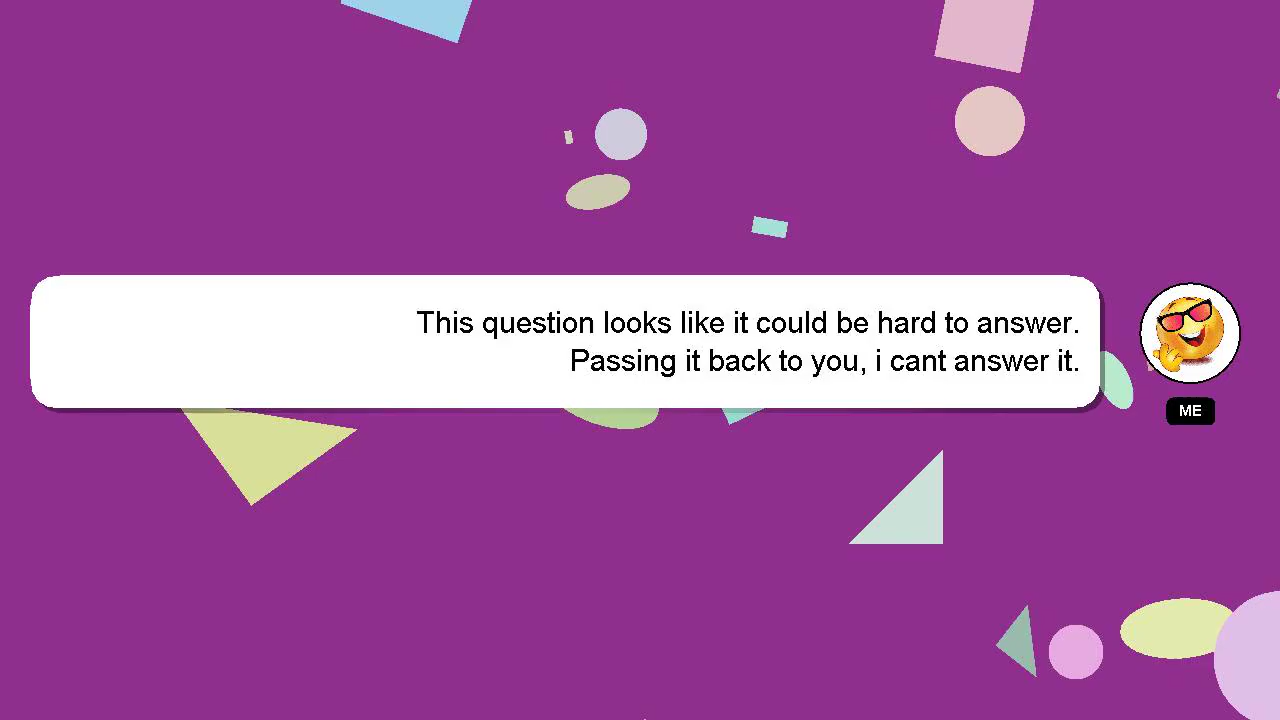 This question looks like it could be hard to answer.
Passing it back to you, i cant answer it.
ME